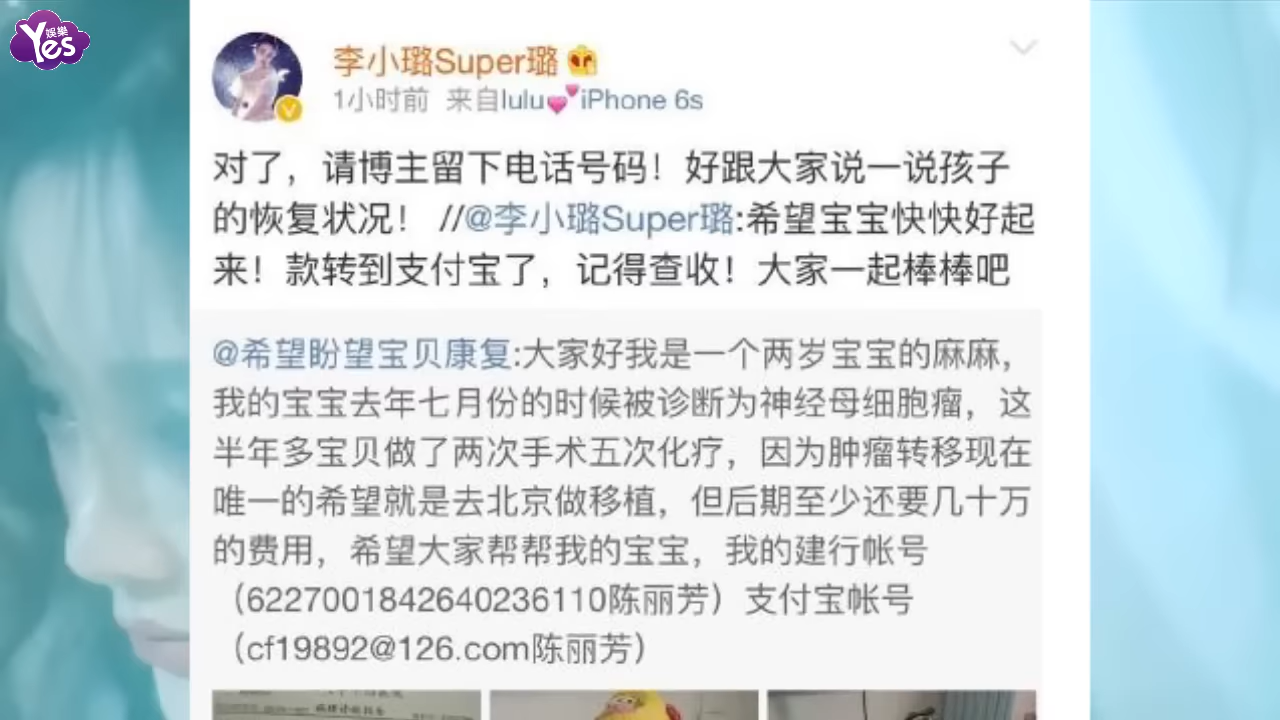 Yes娛樂
李小璐Super璐
1小时前 来自lulu💕iPhone 6s
对了，请博主留下电话号码！好跟大家说一说孩子
的恢复状况！ //@李小璐Super璐:希望宝宝快快好起
来！款转到支付宝了，记得查收！大家一起棒棒吧
@希望盼望宝贝康复:大家好我是一个两岁宝宝的麻麻，
我的宝宝去年七月份的时候被诊断为神经母细胞瘤，这
半年多宝贝做了两次手术五次化疗，因为肿瘤转移现在
唯一的希望就是去北京做移植，但后期至少还要几十万
的费用，希望大家帮帮我的宝宝，我的建行帐号
（6227001842640236110陈丽芳）支付宝帐号
（cf19892@126.com陈丽芳）